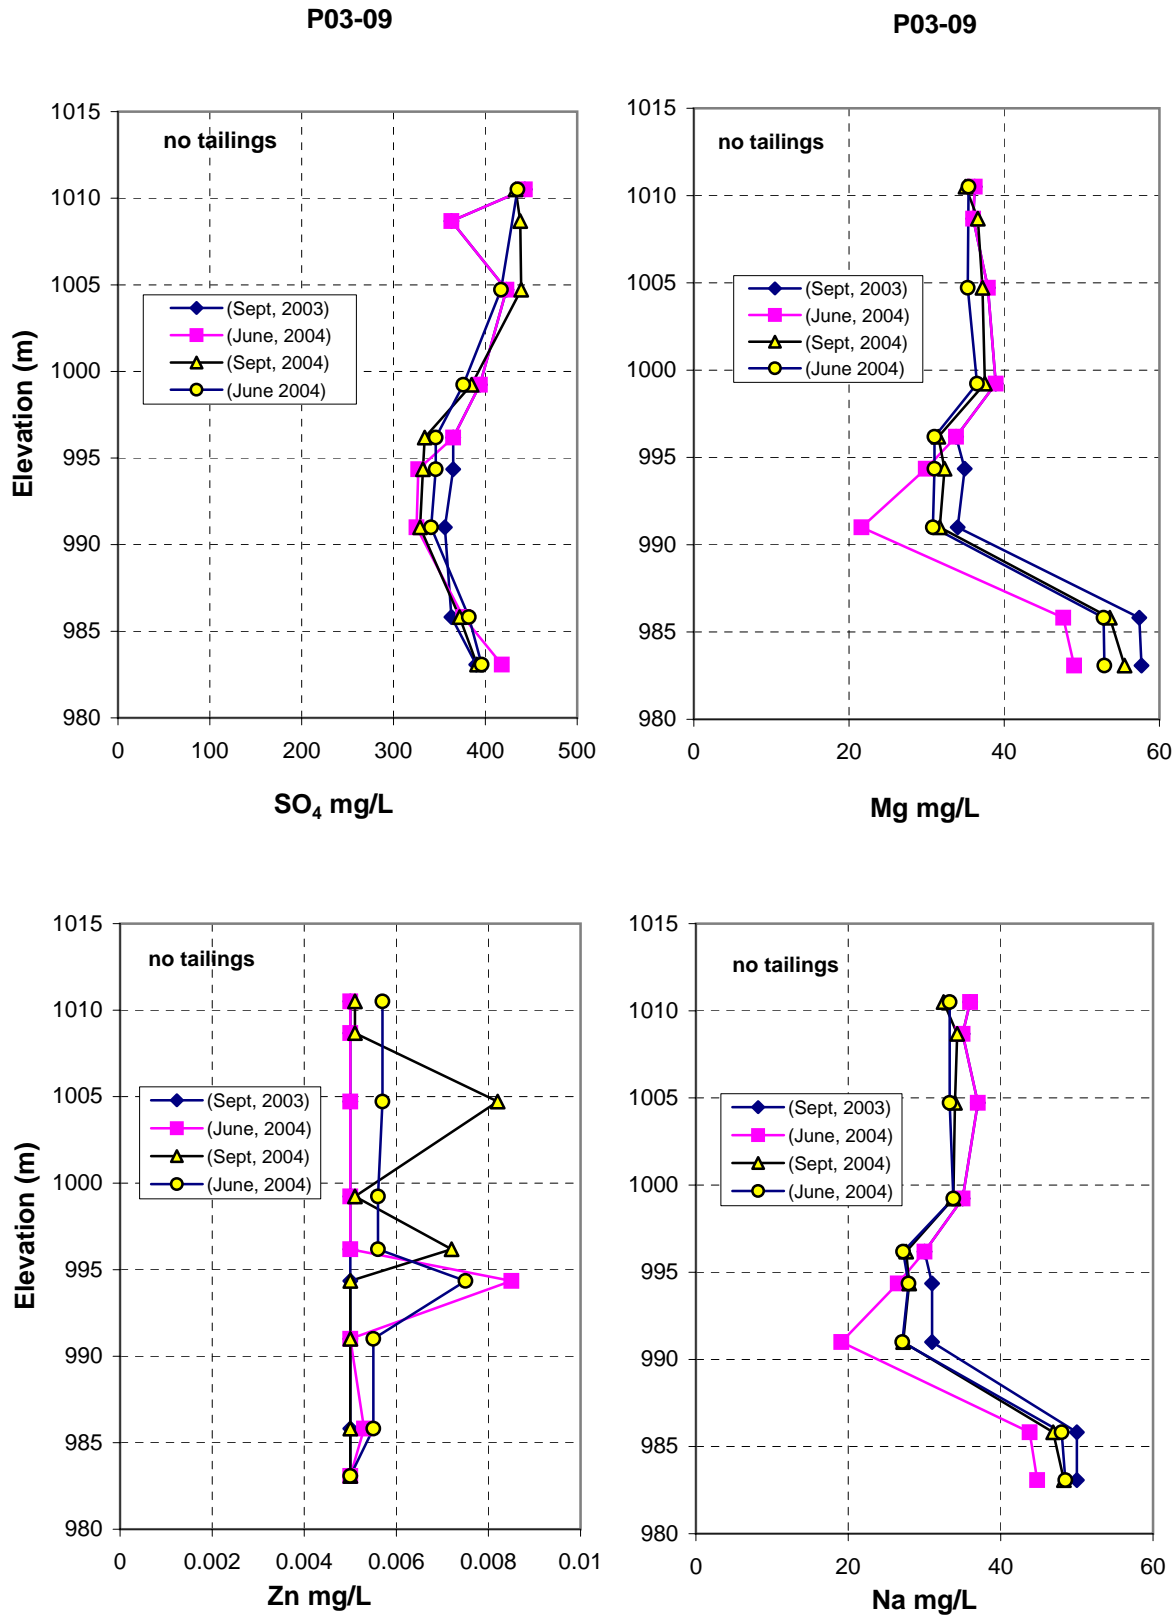 P03-09
P03-09
no tailings
1015
1010
1005
1000
995
990
985
980
Elevation (m)
(Sept, 2003)
(June, 2004)
(Sept, 2004)
(June 2004)
0
100
200
300
400
500
SO4 mg/L
no tailings
1015
1010
1005
1000
995
990
985
980
(Sept, 2003)
(June, 2004)
(Sept, 2004)
(June 2004)
0
20
40
60
Mg mg/L
no tailings
1015
1010
1005
1000
995
990
985
980
Elevation (m)
(Sept, 2003)
(June, 2004)
(Sept, 2004)
(June, 2004)
0
0.002
0.004
0.006
0.008
0.01
Zn mg/L
no tailings
1015
1010
1005
1000
995
990
985
980
(Sept, 2003)
(June, 2004)
(Sept, 2004)
(June, 2004)
0
20
40
60
Na mg/L